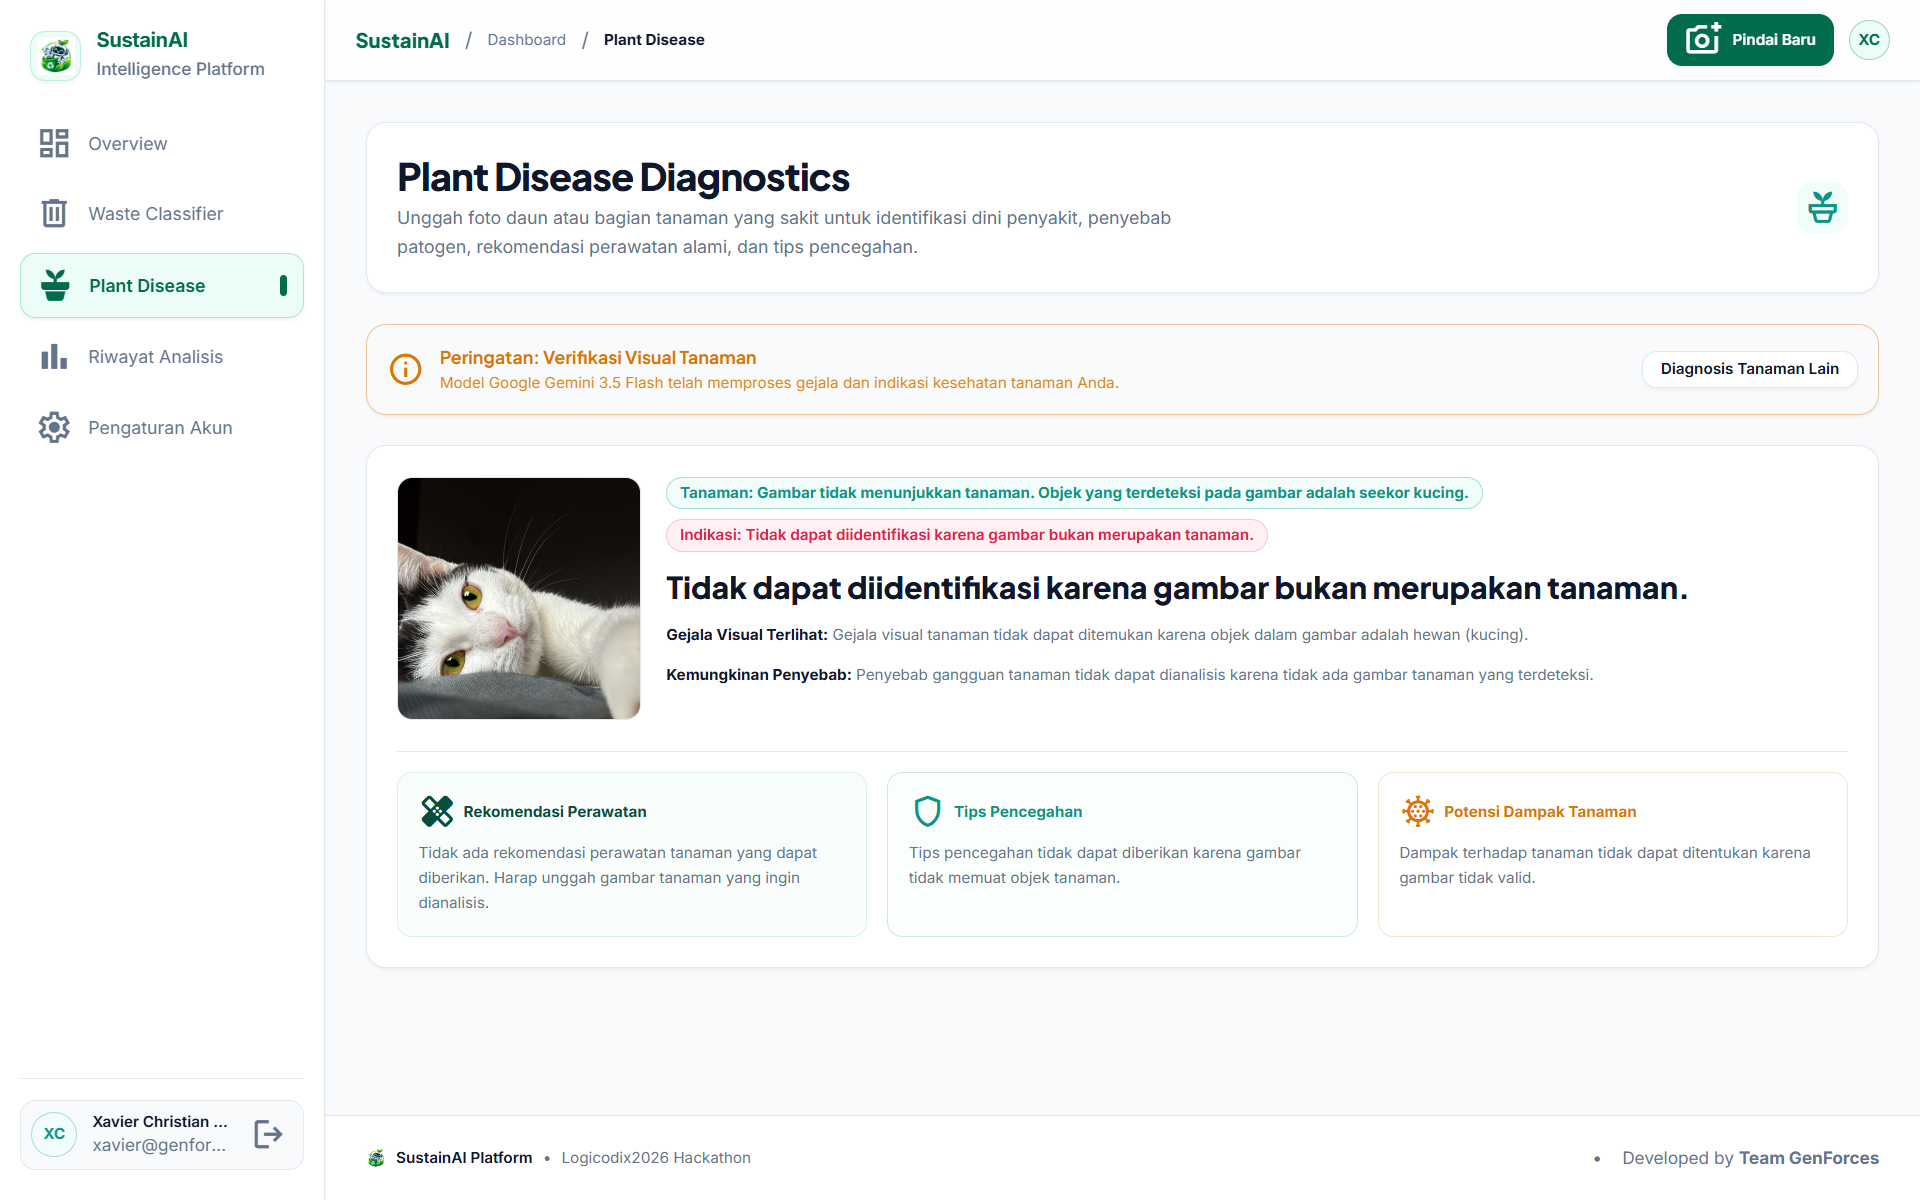 SustainAI
Intelligence Platform
Overview
Waste Classifier
Plant Disease
Riwayat Analisis
Pengaturan Akun
XC
Xavier Christian ...
xavier@genfor...
SustainAI / Dashboard / Plant Disease
Pindai Baru
XC
Plant Disease Diagnostics
Unggah foto daun atau bagian tanaman yang sakit untuk identifikasi dini penyakit, penyebab
patogen, rekomendasi perawatan alami, dan tips pencegahan.
Peringatan: Verifikasi Visual Tanaman
Model Google Gemini 3.5 Flash telah memproses gejala dan indikasi kesehatan tanaman Anda.
Diagnosis Tanaman Lain
Tanaman: Gambar tidak menunjukkan tanaman. Objek yang terdeteksi pada gambar adalah seekor kucing.
Indikasi: Tidak dapat diidentifikasi karena gambar bukan merupakan tanaman.
Tidak dapat diidentifikasi karena gambar bukan merupakan tanaman.
Gejala Visual Terlihat: Gejala visual tanaman tidak dapat ditemukan karena objek dalam gambar adalah hewan (kucing).
Kemungkinan Penyebab: Penyebab gangguan tanaman tidak dapat dianalisis karena tidak ada gambar tanaman yang terdeteksi.
Rekomendasi Perawatan
Tidak ada rekomendasi perawatan tanaman yang dapat
diberikan. Harap unggah gambar tanaman yang ingin
dianalisis.
Tips Pencegahan
Tips pencegahan tidak dapat diberikan karena gambar
tidak memuat objek tanaman.
Potensi Dampak Tanaman
Dampak terhadap tanaman tidak dapat ditentukan karena
gambar tidak valid.
SustainAI Platform • Logicodix2026 Hackathon
• Developed by Team GenForces